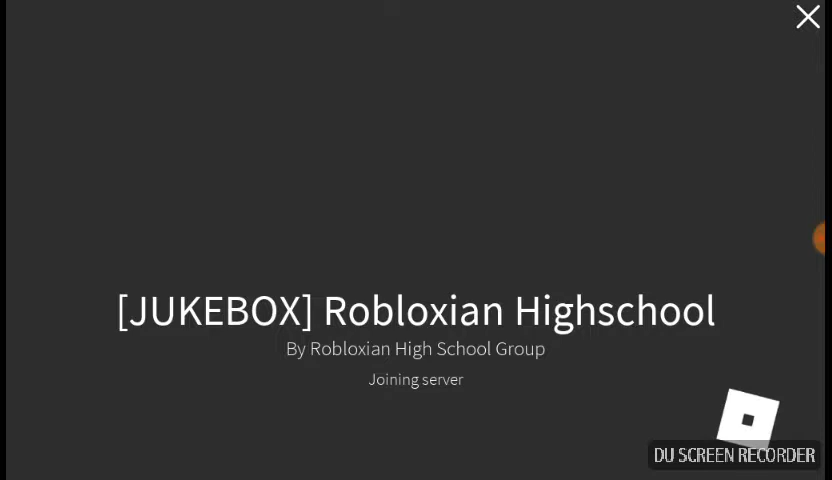 [JUKEBOX] Robloxian Highschool
By Robloxian High School Group
Joining server
DU SCREEN RECORDER